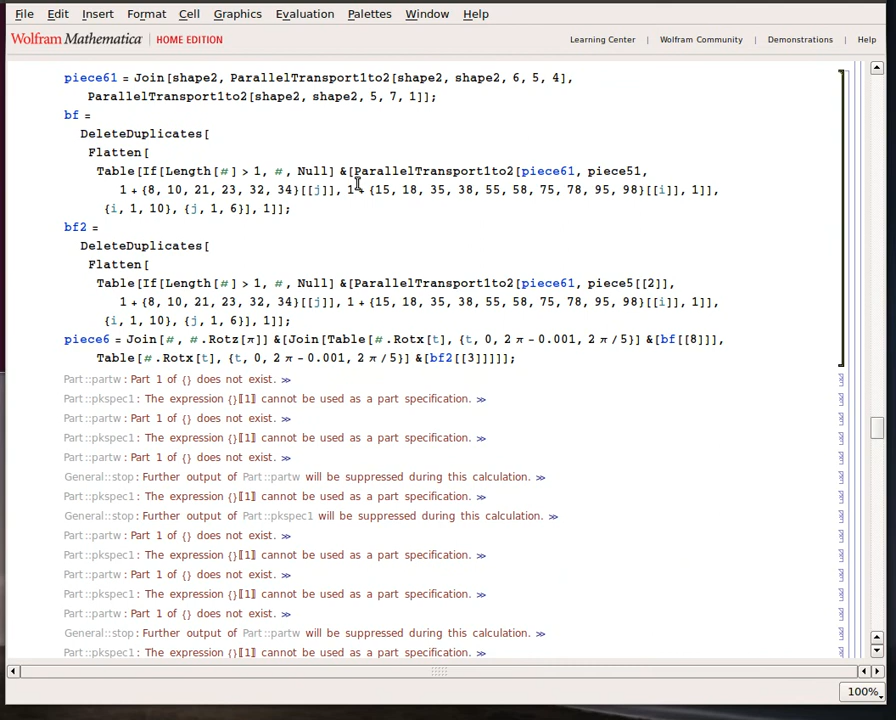 File Edit Insert Format Cell Graphics Evaluation Palettes Window Help
Wolfram Mathematica | HOME EDITION Learning Center | Wolfram Community | Demonstrations | Help
piece61 = Join[shape2, ParallelTransport1to2[shape2, shape2, 6, 5, 4],
ParallelTransport1to2[shape2, shape2, 5, 7, 1]];
bf =
DeleteDuplicates[
Flatten[
Table[If[Length[#] > 1, #, Null] &[ParallelTransport1to2[piece61, piece51,
1 + {8, 10, 21, 23, 32, 34}[[j]], 1 + {15, 18, 35, 38, 55, 58, 75, 78, 95, 98}[[i]], 1]],
{i, 1, 10}, {j, 1, 6}], 1]];
bf2 =
DeleteDuplicates[
Flatten[
Table[If[Length[#] > 1, #, Null] &[ParallelTransport1to2[piece61, piece5[[2]],
1 + {8, 10, 21, 23, 32, 34}[[j]], 1 + {15, 18, 35, 38, 55, 58, 75, 78, 95, 98}[[i]], 1]],
{i, 1, 10}, {j, 1, 6}], 1]];
piece6 = Join[#, #.Rotz[π]] &[Join[Table[#.Rotx[t], {t, 0, 2 π - 0.001, 2 π / 5}] &[bf[[8]]],
Table[#.Rotx[t], {t, 0, 2 π - 0.001, 2 π / 5}] &[bf2[[3]]]]];
Part::partw: Part 1 of {} does not exist. ≫
Part::pkspec1: The expression {}⟦1⟧ cannot be used as a part specification. ≫
Part::partw: Part 1 of {} does not exist. ≫
Part::pkspec1: The expression {}⟦1⟧ cannot be used as a part specification. ≫
Part::partw: Part 1 of {} does not exist. ≫
General::stop: Further output of Part::partw will be suppressed during this calculation. ≫
Part::pkspec1: The expression {}⟦1⟧ cannot be used as a part specification. ≫
General::stop: Further output of Part::pkspec1 will be suppressed during this calculation. ≫
Part::partw: Part 1 of {} does not exist. ≫
Part::pkspec1: The expression {}⟦1⟧ cannot be used as a part specification. ≫
Part::partw: Part 1 of {} does not exist. ≫
Part::pkspec1: The expression {}⟦1⟧ cannot be used as a part specification. ≫
Part::partw: Part 1 of {} does not exist. ≫
General::stop: Further output of Part::partw will be suppressed during this calculation. ≫
Part::pkspec1: The expression {}⟦1⟧ cannot be used as a part specification. ≫
100%